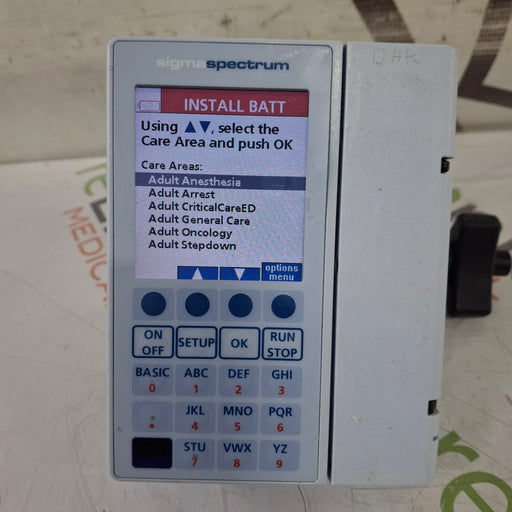 QHR
sigmaspectrum
INSTALL BATT
Using ▲▼, select the
Care Area and push OK
Care Areas:
Adult Anesthesia
Adult Arrest
Adult CriticalCareED
Adult General Care
Adult Oncology
Adult Stepdown
options
menu
ON
OFF
SETUP
OK
RUN
STOP
BASIC
0
ABC
1
DEF
2
GHI
3
.
JKL
4
MNO
5
PQR
6
STU
7
VWX
8
YZ
9